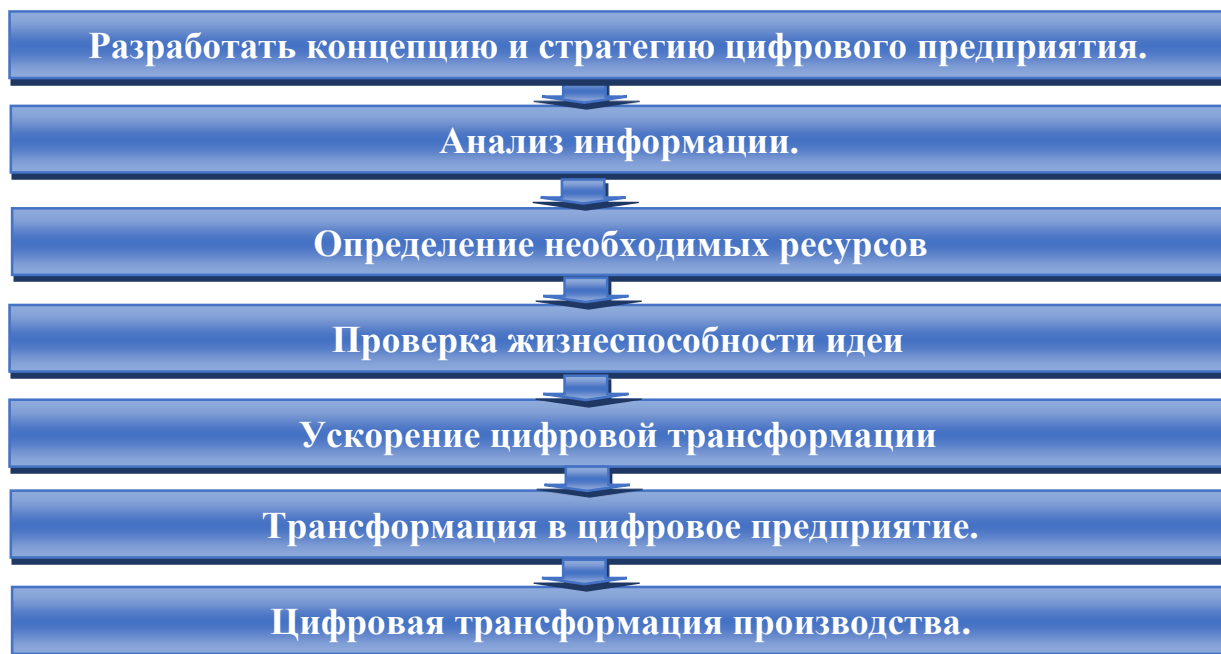 Разработать концепцию и стратегию цифрового предприятия.
Анализ информации.
Определение необходимых ресурсов
Проверка жизнеспособности идеи
Ускорение цифровой трансформации
Трансформация в цифровое предприятие.
Цифровая трансформация производства.